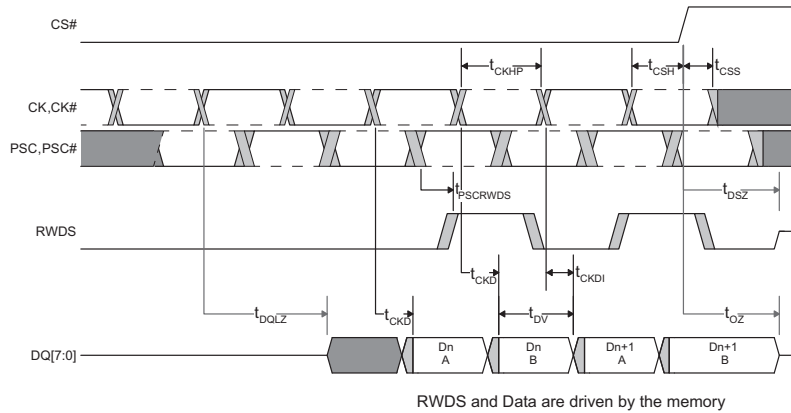 CS#
tCKHP
tCSH
tCSS
CK,CK#
PSC,PSC#
tPSCRWDS
tDSZ
RWDS
tCKD
tCKDI
tDQLZ
tCKD
tDV
tOZ
DQ[7:0]
Dn
A
Dn
B
Dn+1
A
Dn+1
B
RWDS and Data are driven by the memory